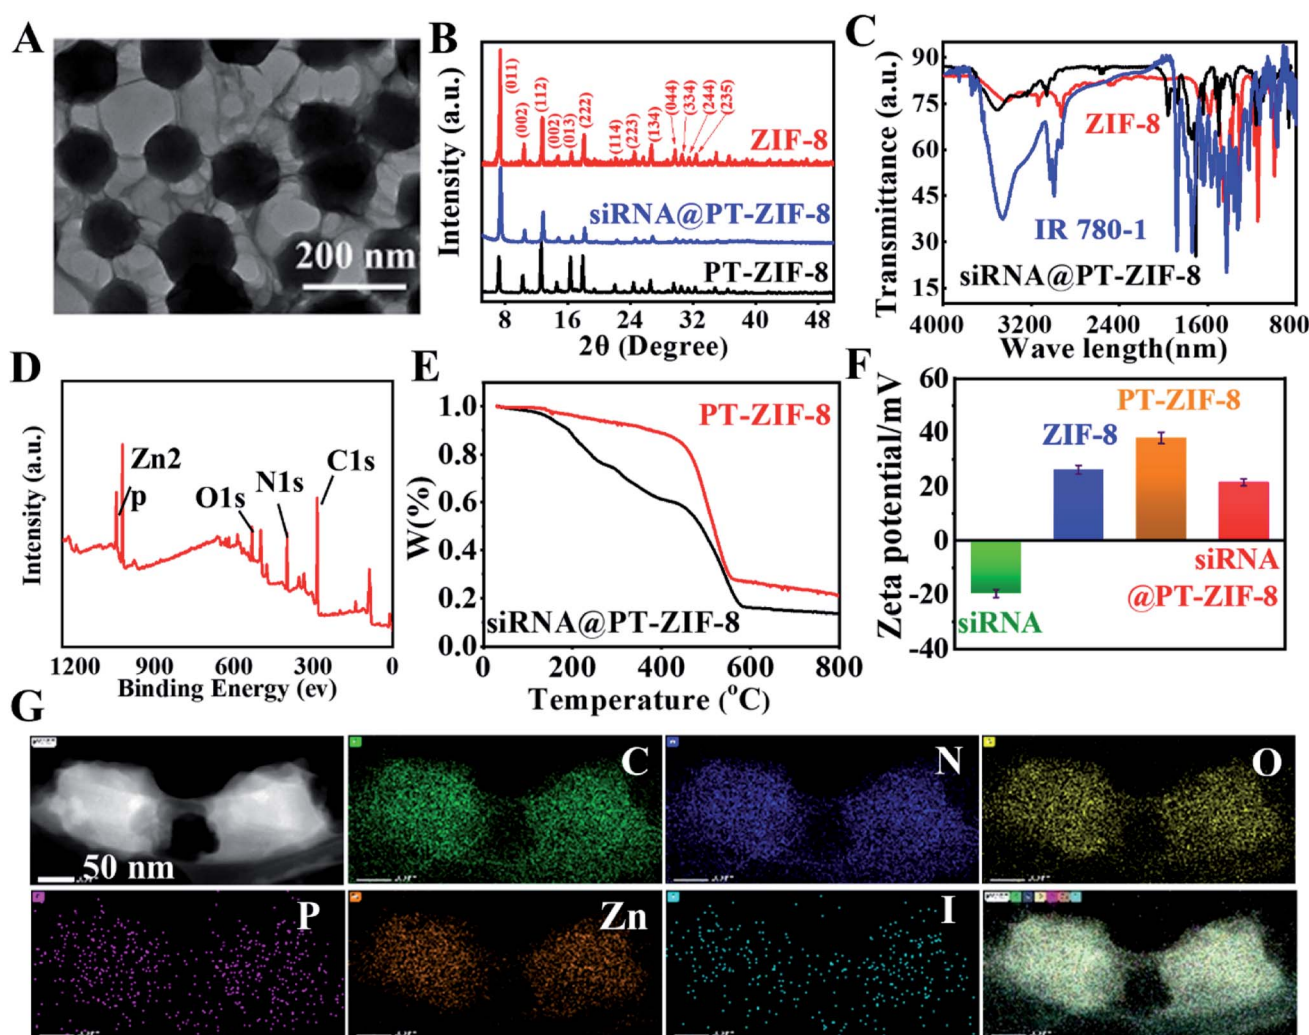 A
200 nm
B
Intensity (a.u.)
(011)
(002)
(112)
(002)
(013)
(222)
(114)
(223)
(134)
(044)
(334)
(244)
(235)
ZIF-8
siRNA@PT-ZIF-8
PT-ZIF-8
8 16 24 32 40 48
2θ (Degree)
C
Transmittance (a.u.)
90
75
60
45
30
15
ZIF-8
IR 780-1
siRNA@PT-ZIF-8
4000 3200 2400 1600 800
Wave length(nm)
D
Intensity (a.u.)
Zn2
p
O1s
N1s
C1s
1200 900 600 300 0
Binding Energy (ev)
E
W(%)
1.0
0.8
0.6
0.4
0.2
0.0
PT-ZIF-8
siRNA@PT-ZIF-8
0 200 400 600 800
Temperature (°C)
F
Zeta potential/mV
60
40
20
0
-20
-40
siRNA
ZIF-8
PT-ZIF-8
siRNA
@PT-ZIF-8
G
50 nm
C
N
O
P
Zn
I